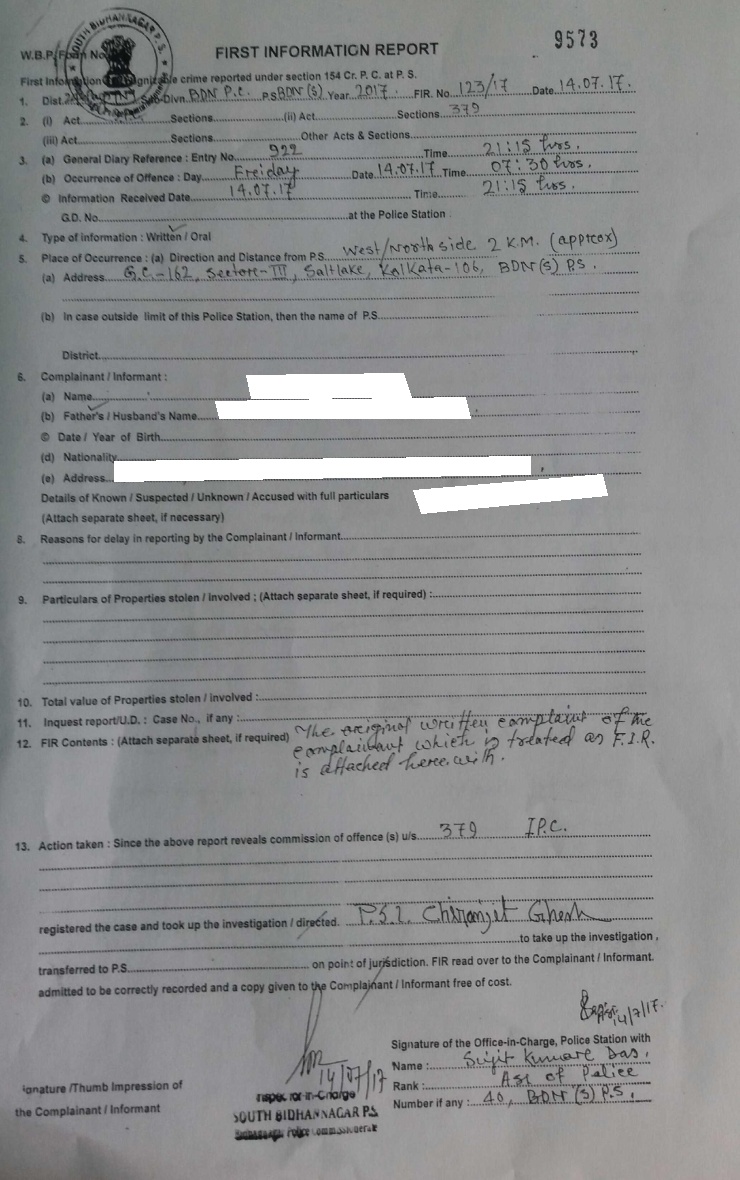 SOUTH BIDHANNAGAR P.S.
W.B.P. Form No
FIRST INFORMATION REPORT
9573
First Information cognizable crime reported under section 154 Cr. P. C. at P. S.
1. Dist. Sub-Divn. BDN P.C. P.S BDN (S) Year 2017 FIR. No. 123/17 Date 14.07.17.
2. (i) Act Sections (ii) Act Sections 379
(iii) Act Sections Other Acts & Sections
3. (a) General Diary Reference : Entry No. 922 Time 21:15 hrs.
(b) Occurrence of Offence : Day Freiday Date 14.07.17 Time 07:30 hrs.
© Information Received Date 14.07.17 Time 21:15 hrs.
G.D. No. at the Police Station :
4. Type of information : Written / Oral
5. Place of Occurrence : (a) Direction and Distance from P.S. West/North side 2 K.M. (approx)
(a) Address G.C.-162, Sector-III, Saltlake, Kolkata-106, BDN (S) P.S.
(b) In case outside limit of this Police Station, then the name of P.S.
District
6. Complainant / Informant :
(a) Name
(b) Father's / Husband's Name
© Date / Year of Birth
(d) Nationality
(e) Address
Details of Known / Suspected / Unknown / Accused with full particulars
(Attach separate sheet, if necessary)
8. Reasons for delay in reporting by the Complainant / Informant
9. Particulars of Properties stolen / involved ; (Attach separate sheet, if required) :
10. Total value of Properties stolen / involved :
11. Inquest report/U.D. : Case No., if any :
12. FIR Contents : (Attach separate sheet, if required) The original written complaint of the
complainant which is treated as F.I.R.
is attached here with.
13. Action taken : Since the above report reveals commission of offence (s) u/s 379 I.P.C.
registered the case and took up the investigation / directed. P.S.I. Chiranjit Ghosh
to take up the investigation ,
transferred to P.S. on point of jurisdiction. FIR read over to the Complainant / Informant.
admitted to be correctly recorded and a copy given to the Complainant / Informant free of cost.
14/7/17.
Signature of the Office-in-Charge, Police Station with
Name : Sujit Kumar Das.
Rank : ASI of Police
Number if any : 40, BDN (S) P.S.
14/07/17
ignature /Thumb Impression of
the Complainant / Informant
Inspector-in-Charge
SOUTH BIDHANNAGAR P.S.
Bidhannagar Police Commissionerate